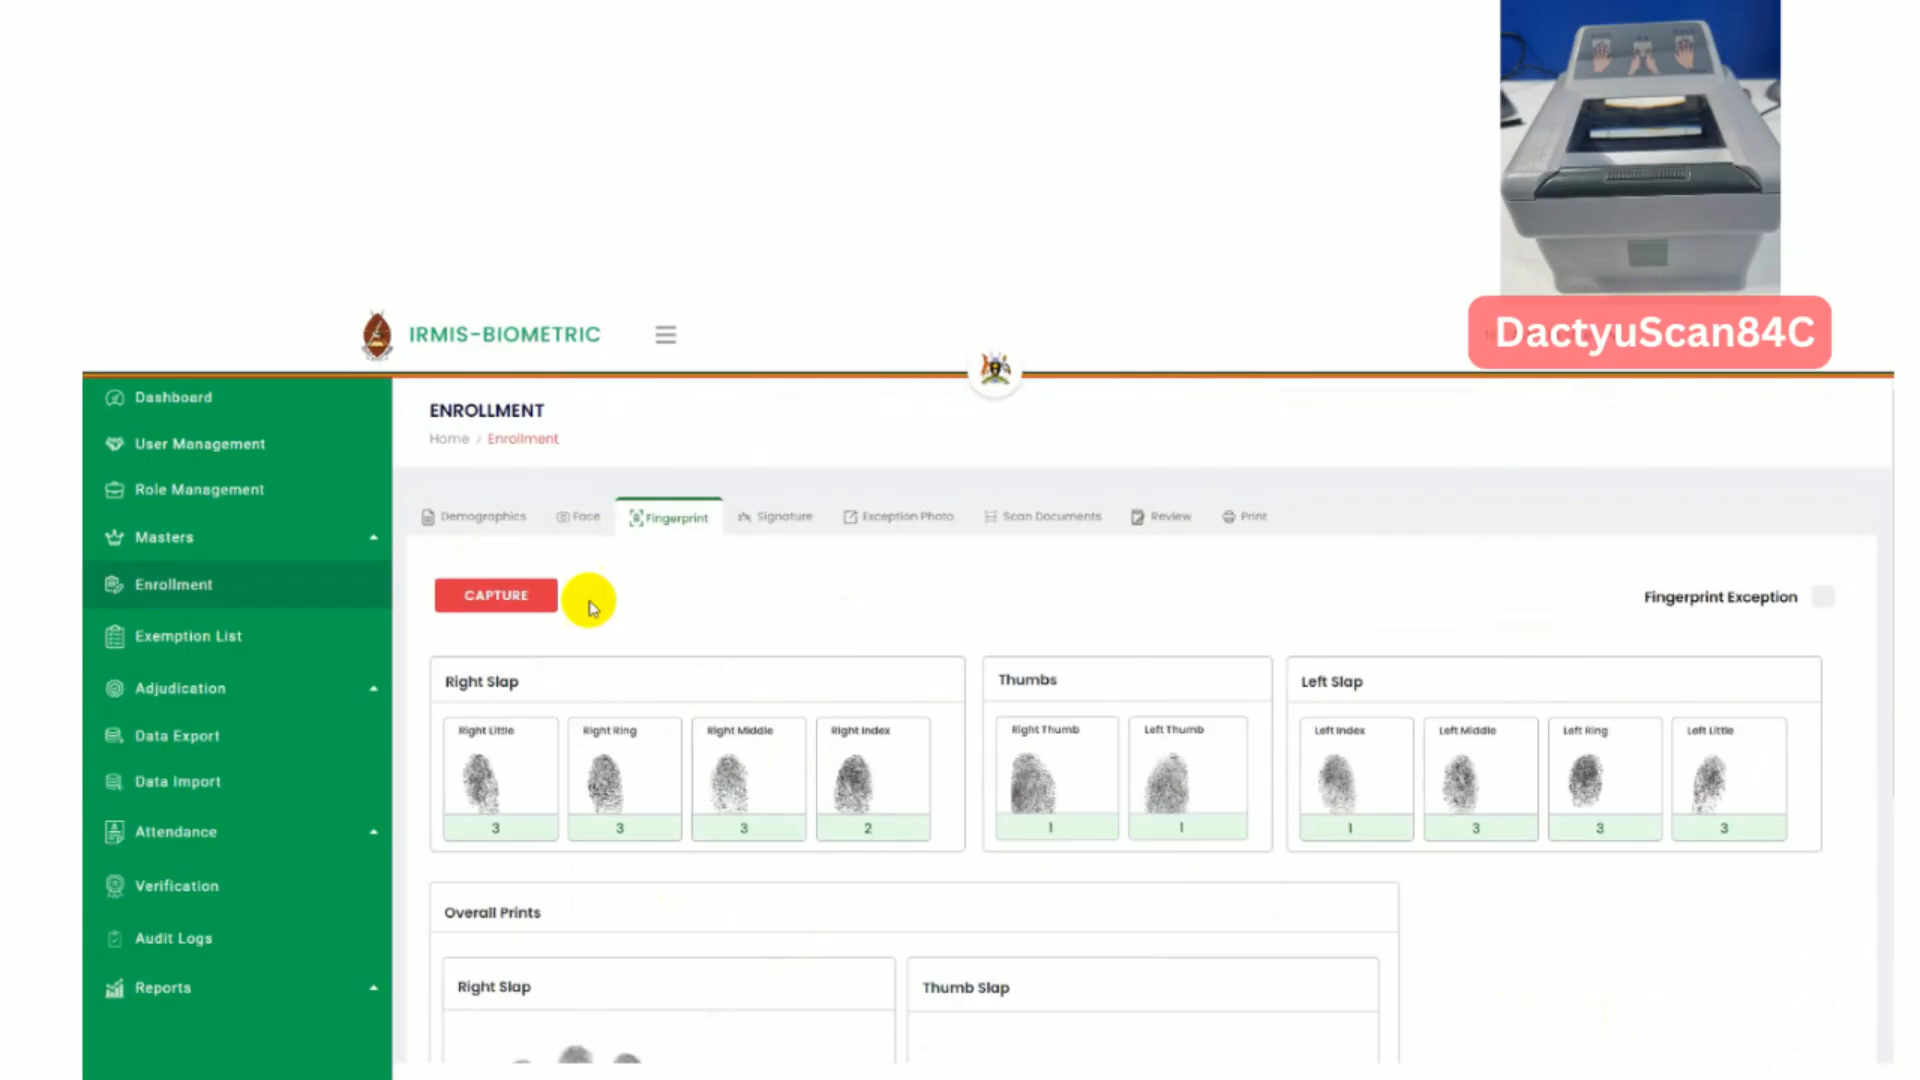 IRMIS-BIOMETRIC
DactyuScan84C
Dashboard
User Management
Role Management
Masters
Enrollment
Exemption List
Adjudication
Data Export
Data Import
Attendance
Verification
Audit Logs
Reports
ENROLLMENT
Home / Enrollment
Demographics
Face
Fingerprint
Signature
Exception Photo
Scan Documents
Review
Print
CAPTURE
Fingerprint Exception
Right Slap
Right Little
Right Ring
Right Middle
Right Index
3
3
3
2
Thumbs
Right Thumb
Left Thumb
1
1
Left Slap
Left Index
Left Middle
Left Ring
Left Little
1
3
3
3
Overall Prints
Right Slap
Thumb Slap